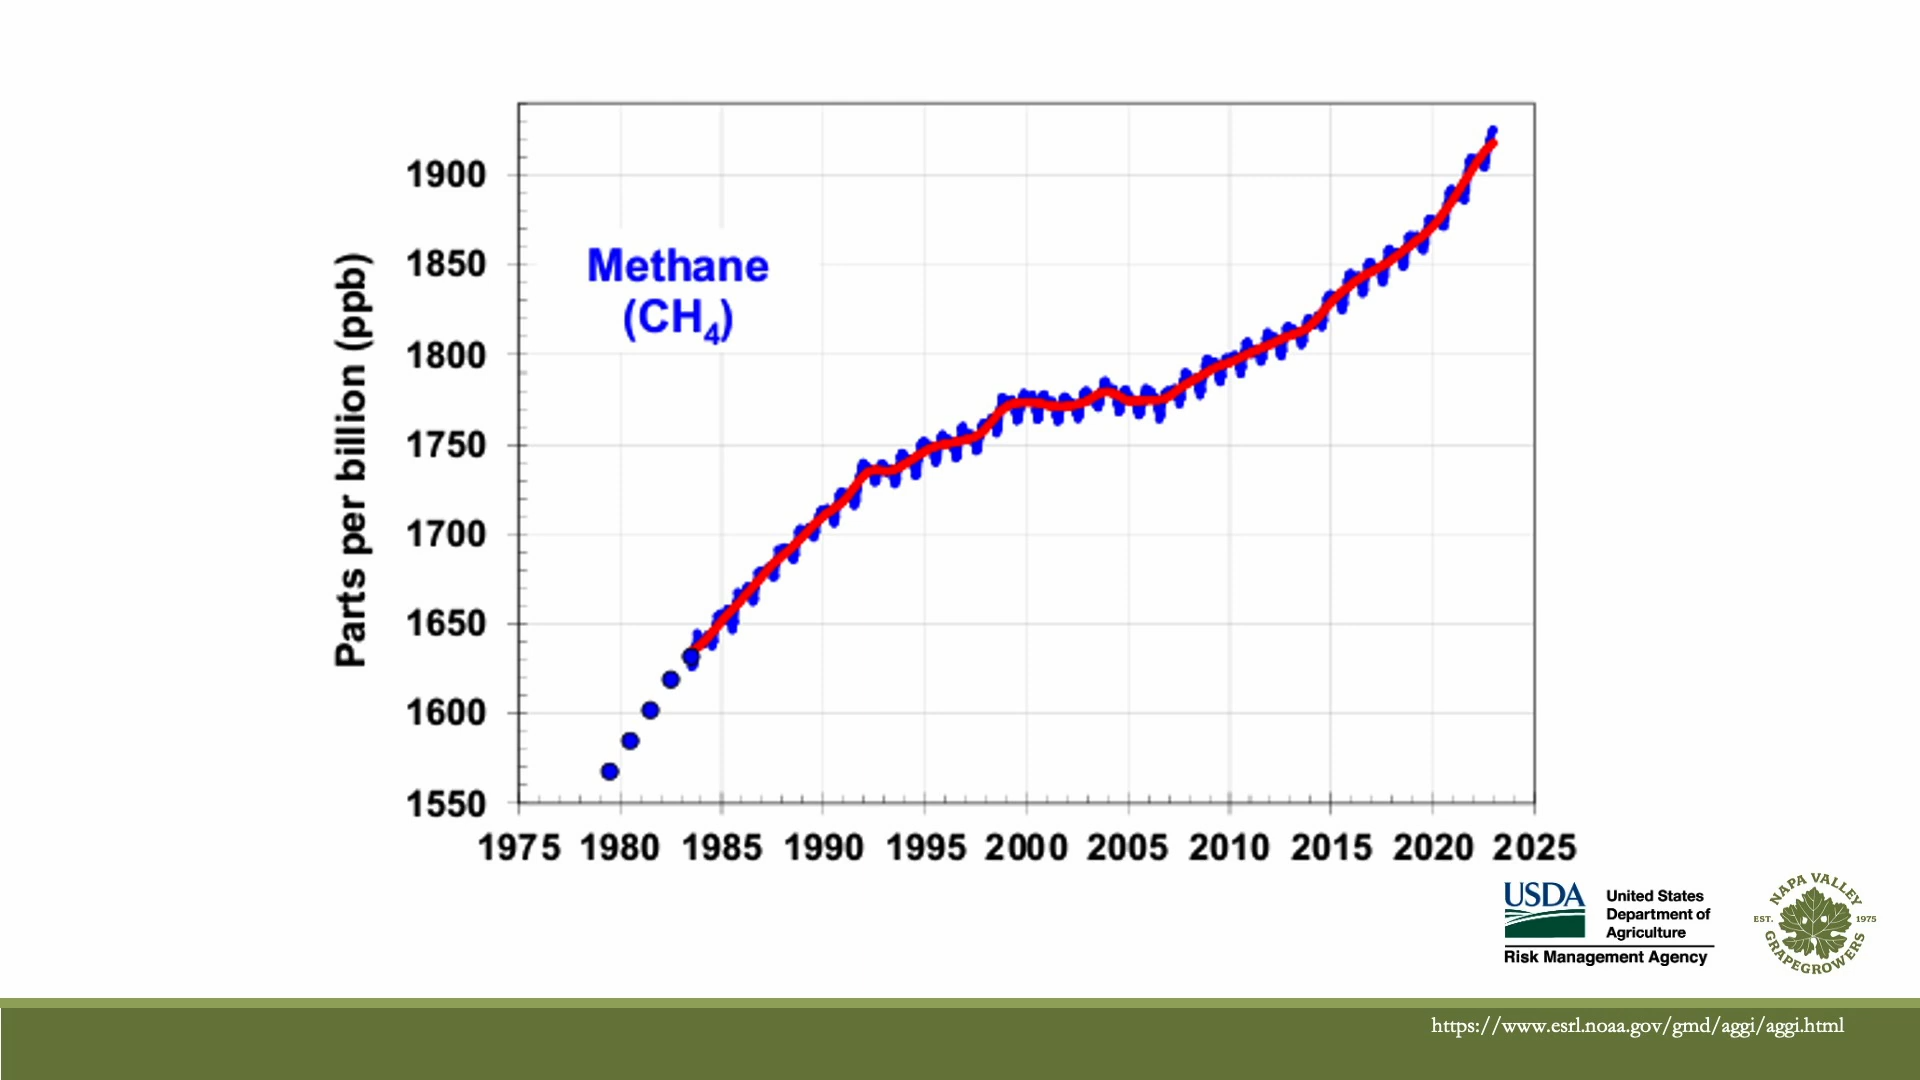 Methane
(CH₄)
Parts per billion (ppb)
1900
1850
1800
1750
1700
1650
1600
1550
1975 1980 1985 1990 1995 2000 2005 2010 2015 2020 2025
USDA
United States
Department of
Agriculture
Risk Management Agency
NAPA VALLEY
EST. 1975
GRAPEGROWERS
https://www.esrl.noaa.gov/gmd/aggi/aggi.html